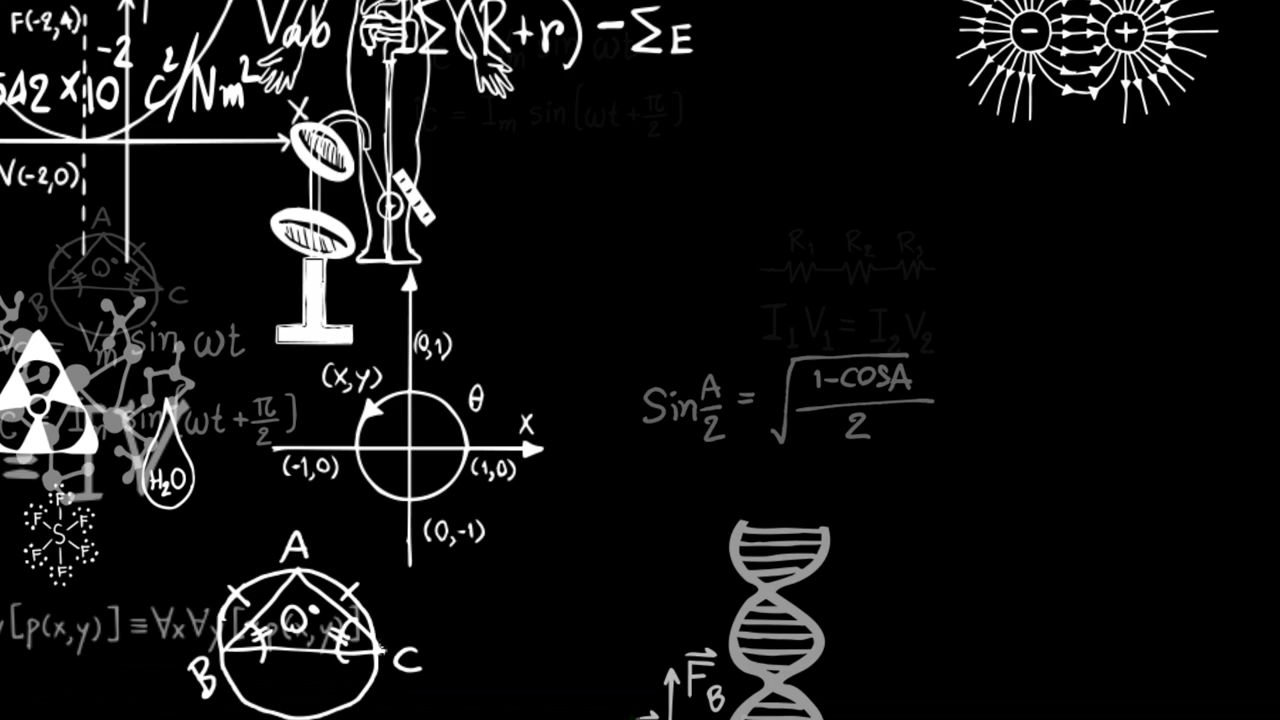 F(-2,4)
Vab
Σ(R+r) - ΣE
542 × 10⁻² c²/Nm²
X
V(-2,0)
= Iₘ sin[ωt + π/2]
A
O
B
C
R₁ R₂ R₃
I₁V₁ = I₂V₂
= Vₘ sin ωt
Sin A/2 = √((1-COSA)/2)
(0,1)
(x,y)
θ
X
(-1,0)
(1,0)
(0,-1)
Iₘ sin[ωt + π/2]
H₂O
F
F
F
S
F
F
F
[p(x,y)] ≡ ∀x∀y[p(x,y)]
A
O
B
C
F⃗_B